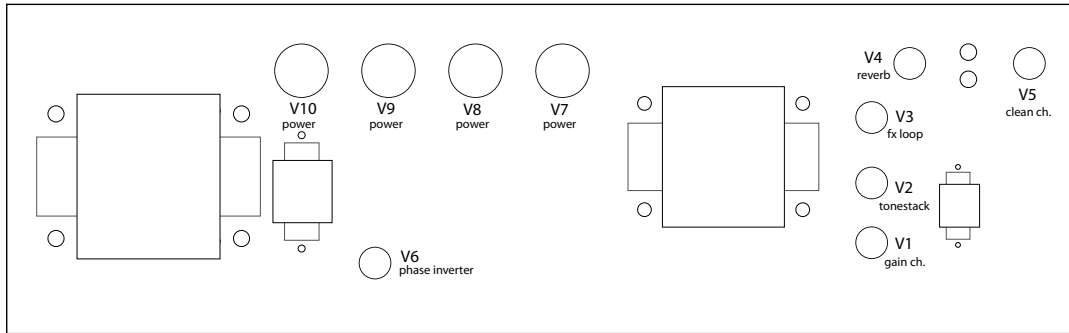 V10
power
V9
power
V8
power
V7
power
V4
reverb
V5
clean ch.
V3
fx loop
V2
tonestack
V1
gain ch.
V6
phase inverter